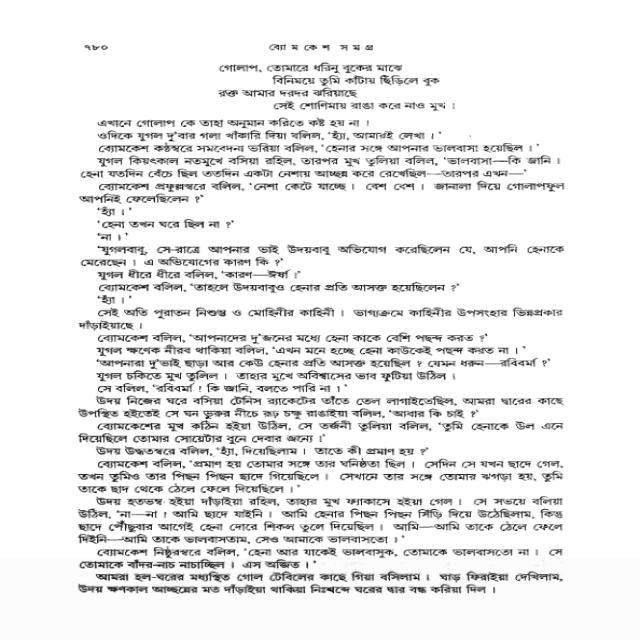 ৭৮০
ব্যোমকেশ সমগ্র
গোলাপ, তোমারে ধরিনু বুকের মাঝে
বিনিময়ে তুমি কাঁটায় ছিঁড়িলে বুক
রক্ত আমার দরদর ঝরিয়াছে
সেই শোণিমায় রাঙা করে নাও মুখ।
এখানে গোলাপ কে তাহা অনুমান করিতে কষ্ট হয় না।
ওদিকে যুগল দু'বার গলা খাঁকারি দিয়া বলিল, 'হ্যাঁ, আমারই লেখা।'
ব্যোমকেশ কণ্ঠস্বরে সমবেদনা ভরিয়া বলিল, 'হেনার সঙ্গে আপনার ভালবাসা হয়েছিল।'
যুগল কিয়ৎকাল নতমুখে বসিয়া রহিল, তারপর মুখ তুলিয়া বলিল, 'ভালবাসা—কি জানি।
হেনা যতদিন বেঁচে ছিল ততদিন একটা নেশায় আচ্ছন্ন করে রেখেছিল—তারপর এখন—'
ব্যোমকেশ প্রফুল্লস্বরে বলিল, 'নেশা কেটে যাচ্ছে। বেশ বেশ। জানালা দিয়ে গোলাপফুল
আপনিই ফেলেছিলেন?'
'হ্যাঁ।'
'হেনা তখন ঘরে ছিল না?'
'না।'
'যুগলবাবু, সে-রাত্রে আপনার ভাই উদয়বাবু অভিযোগ করেছিলেন যে, আপনি হেনাকে
মেরেছেন। এ অভিযোগের কারণ কি?'
যুগল ধীরে ধীরে বলিল, 'কারণ—ঈর্ষা।'
ব্যোমকেশ বলিল, 'তাহলে উদয়বাবুও হেনার প্রতি আসক্ত হয়েছিলেন?'
'হ্যাঁ।'
সেই অতি পুরাতন নিশুম্ভ ও মোহিনীর কাহিনী। ভাগ্যক্রমে কাহিনীর উপসংহার ভিন্নপ্রকার
দাঁড়াইয়াছে।
ব্যোমকেশ বলিল, 'আপনাদের দু'জনের মধ্যে হেনা কাকে বেশি পছন্দ করত?'
যুগল ক্ষণেক নীরব থাকিয়া বলিল, 'এখন মনে হচ্ছে হেনা কাউকেই পছন্দ করত না।'
'আপনারা দু'ভাই ছাড়া আর কেউ হেনার প্রতি আসক্ত হয়েছিল? যেমন ধরুন—রবিবর্মা?'
যুগল চকিতে মুখ তুলিল। তাহার মুখে অবিশ্বাসের ভাব ফুটিয়া উঠিল।
সে বলিল, 'রবিবর্মা! কি জানি, বলতে পারি না।'
উদয় নিজের ঘরে বসিয়া টেনিস র‍্যাকেটের তাঁতে তেল লাগাইতেছিল, আমরা দ্বারের কাছে
উপস্থিত হইতেই সে ঘন ভুরুর নীচে রূঢ় চক্ষু রাঙাইয়া বলিল, 'আবার কি চাই?'
ব্যোমকেশের মুখ কঠিন হইয়া উঠিল, সে তর্জনী তুলিয়া বলিল, 'তুমি হেনাকে উল এনে
দিয়েছিলে তোমার সোয়েটার বুনে দেবার জন্যে।'
উদয় উদ্ধতস্বরে বলিল, 'হ্যাঁ, দিয়েছিলাম। তাতে কী প্রমাণ হয়?'
ব্যোমকেশ বলিল, 'প্রমাণ হয় তোমার সঙ্গে তার ঘনিষ্ঠতা ছিল। সেদিন সে যখন ছাদে গেল,
তখন তুমিও তার পিছন পিছন ছাদে গিয়েছিলে। সেখানে তার সঙ্গে তোমার ঝগড়া হয়, তুমি
তাকে ছাদ থেকে ঠেলে ফেলে দিয়েছিলে।'
উদয় হতভম্ব হইয়া দাঁড়াইয়া রহিল, তাহার মুখ ফ্যাকাসে হইয়া গেল। সে সভয়ে বলিয়া
উঠিল, 'না—না। আমি ছাদে যাইনি। আমি হেনার পিছন পিছন সিঁড়ি দিয়ে উঠেছিলাম, কিন্তু
ছাদে পৌঁছুবার আগেই হেনা দোরে শিকল তুলে দিয়েছিল। আমি—আমি তাকে ঠেলে ফেলে
দিইনি—আমি তাকে ভালবাসতাম, সেও আমাকে ভালবাসতো।'
ব্যোমকেশ নিষ্ঠুরস্বরে বলিল, 'হেনা আর যাকেই ভালবাসুক, তোমাকে ভালবাসতো না। সে
তোমাকে বাঁদর-নাচ নাচাচ্ছিল। এস অজিত।'
আমরা হল-ঘরের মধ্যস্থিত গোল টেবিলের কাছে গিয়া বসিলাম। ঘাড় ফিরাইয়া দেখিলাম,
উদয় ক্ষণকাল আচ্ছন্নের মত দাঁড়াইয়া থাকিয়া নিঃশব্দে ঘরের দ্বার বন্ধ করিয়া দিল।